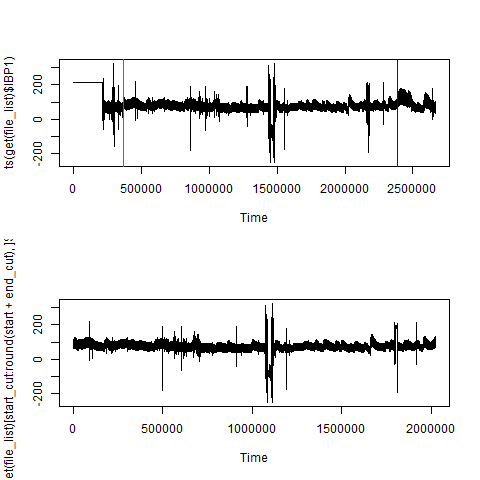 ts(get(file_list)$IBP1)
200
0
-200
0 500000 1000000 1500000 2000000 2500000
Time
et(file_list)[start_cut:round(start + end_cut), ]$
200
0
-200
0 500000 1000000 1500000 2000000
Time